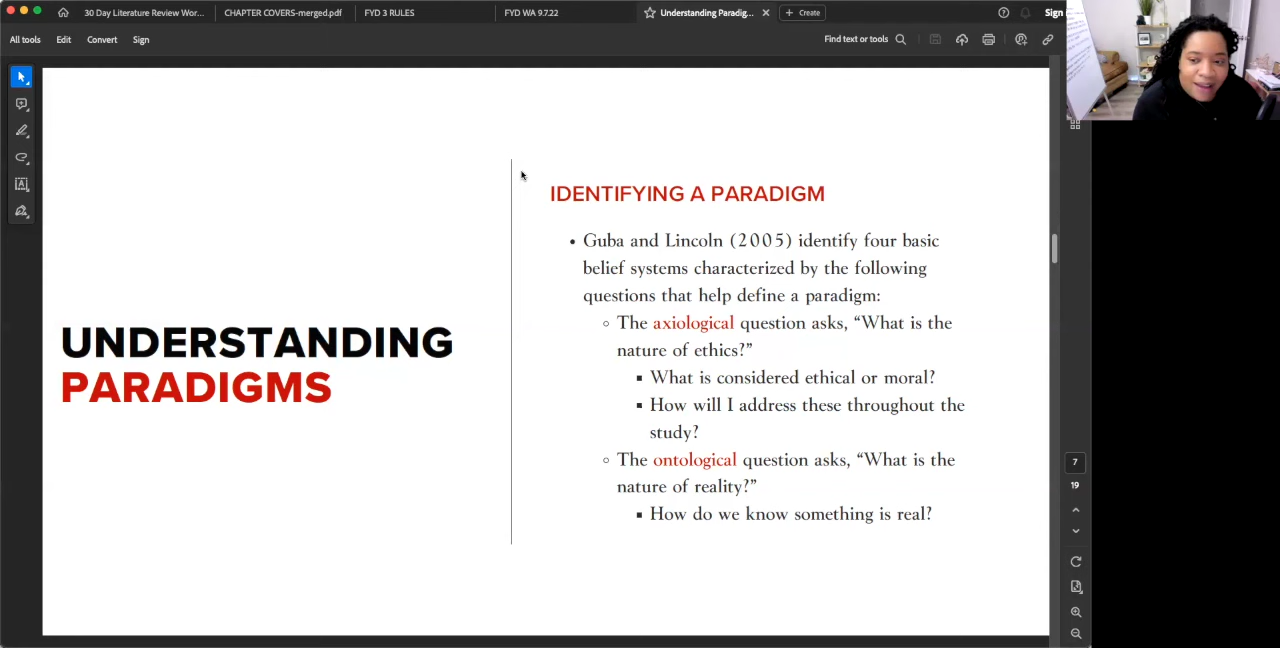 30 Day Literature Review Wor...
CHAPTER COVERS-merged.pdf
FYD 3 RULES
FYD WA 9.7.22
Understanding Paradig...
Create
Sign
All tools
Edit
Convert
Sign
Find text or tools
IDENTIFYING A PARADIGM
• Guba and Lincoln (2005) identify four basic
belief systems characterized by the following
questions that help define a paradigm:
The axiological question asks, “What is the
nature of ethics?”
What is considered ethical or moral?
How will I address these throughout the
study?
The ontological question asks, “What is the
nature of reality?”
How do we know something is real?
UNDERSTANDING
PARADIGMS
7
19